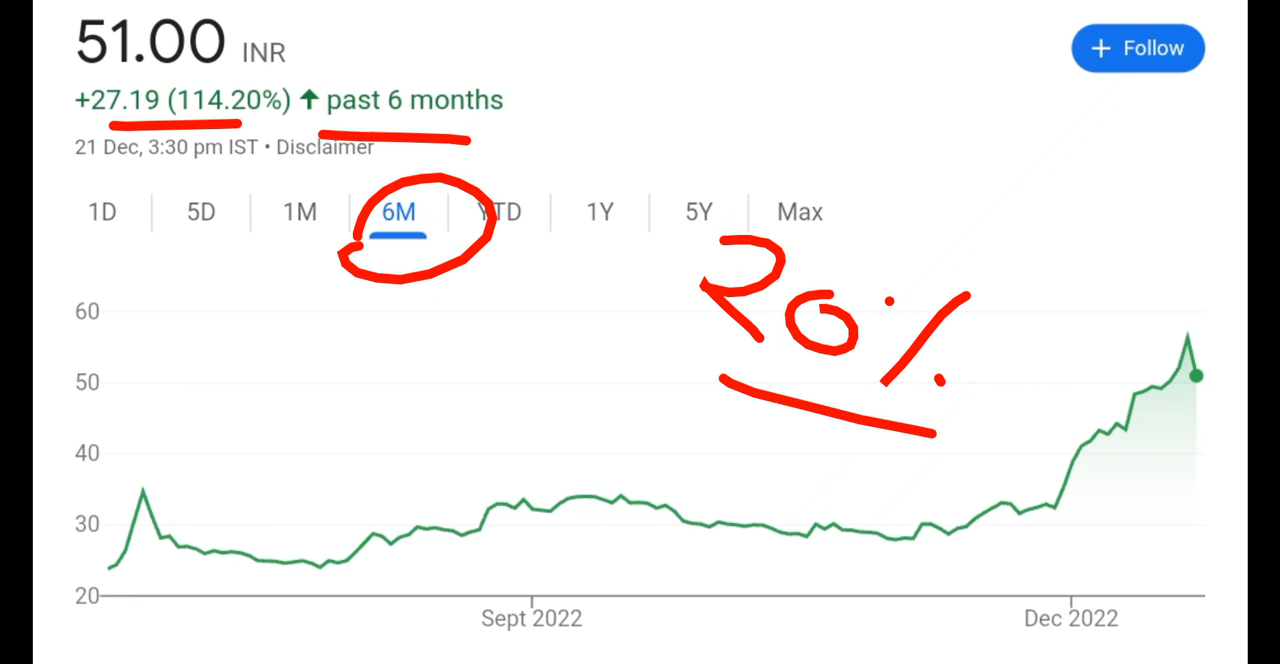 51.00 INR
+ Follow
+27.19 (114.20%) ↑ past 6 months
21 Dec, 3:30 pm IST • Disclaimer
1D 5D 1M 6M YTD 1Y 5Y Max
20%
60
50
40
30
20
Sept 2022 Dec 2022